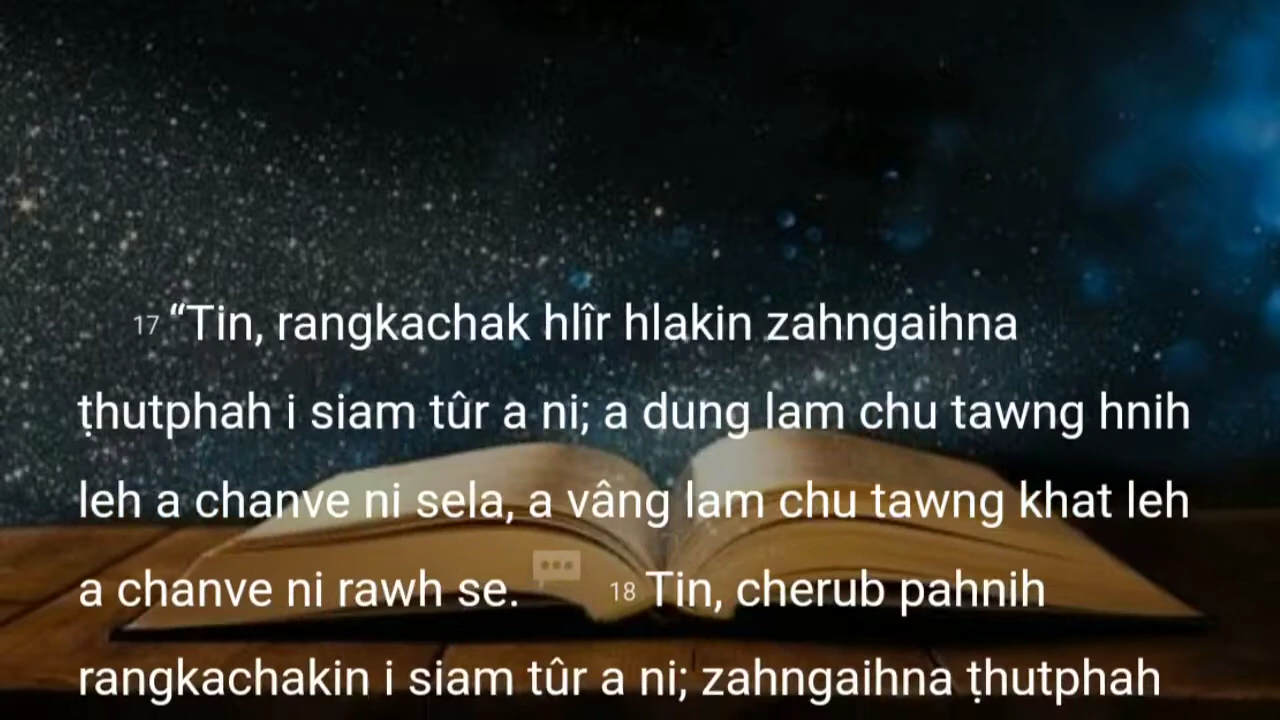 17 “Tin, rangkachak hlîr hlakin zahngaihna
ṭhutphah i siam tûr a ni; a dung lam chu tawng hnih
leh a chanve ni sela, a vâng lam chu tawng khat leh
a chanve ni rawh se. 18 Tin, cherub pahnih
rangkachakin i siam tûr a ni; zahngaihna ṭhutphah